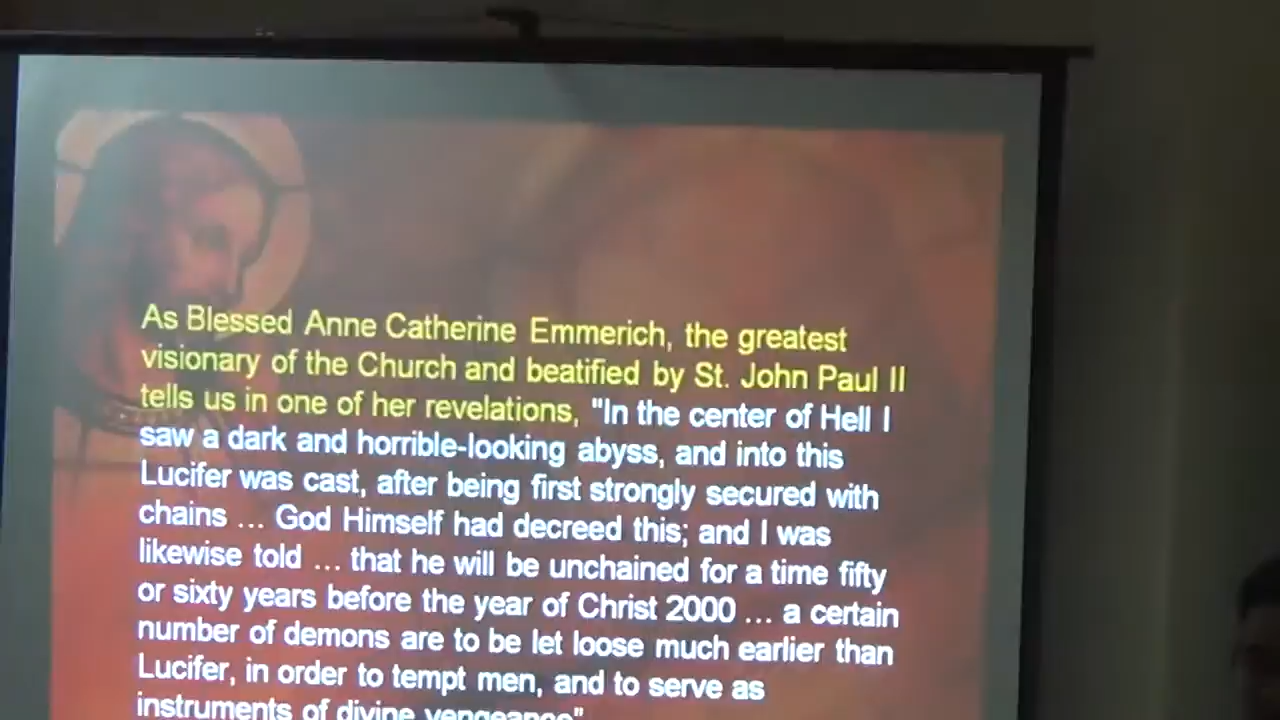 As Blessed Anne Catherine Emmerich, the greatest
visionary of the Church and beatified by St. John Paul II
tells us in one of her revelations, "In the center of Hell I
saw a dark and horrible-looking abyss, and into this
Lucifer was cast, after being first strongly secured with
chains ... God Himself had decreed this; and I was
likewise told ... that he will be unchained for a time fifty
or sixty years before the year of Christ 2000 ... a certain
number of demons are to be let loose much earlier than
Lucifer, in order to tempt men, and to serve as
instruments of divine vengeance"